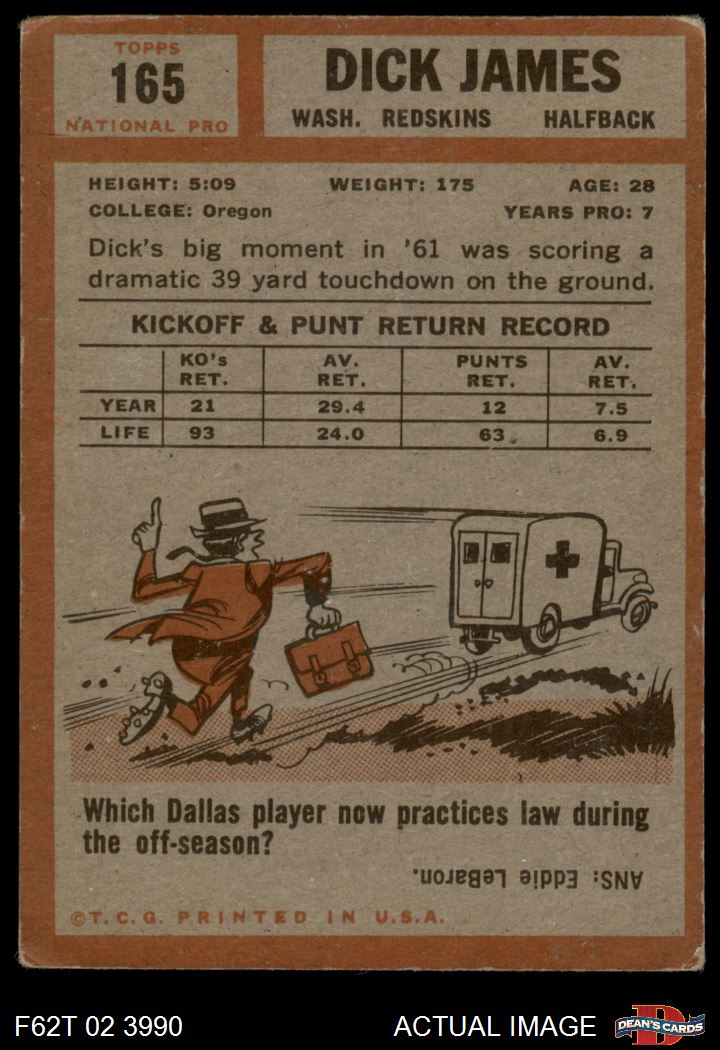 TOPPS
165
NATIONAL PRO
DICK JAMES
WASH. REDSKINS HALFBACK
HEIGHT: 5:09 WEIGHT: 175 AGE: 28
COLLEGE: Oregon YEARS PRO: 7
Dick's big moment in '61 was scoring a
dramatic 39 yard touchdown on the ground.
KICKOFF & PUNT RETURN RECORD
KO's RET. AV. RET. PUNTS RET. AV. RET.
YEAR 21 29.4 12 7.5
LIFE 93 24.0 63 6.9
Which Dallas player now practices law during
the off-season?
ANS: Eddie LeBaron.
©T.C.G. PRINTED IN U.S.A.
F62T 02 3990 ACTUAL IMAGE
D
DEAN'S CARDS